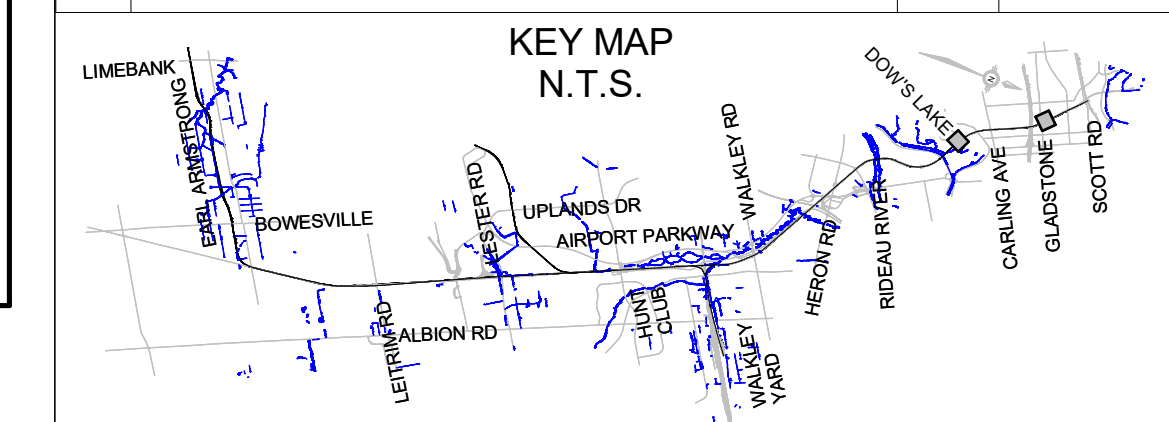 KEY MAP
N.T.S.
LIMEBANK
EARL ARMSTRONG
BOWESVILLE
LEITRIM RD
ALBION RD
LESTER RD
UPLANDS DR
AIRPORT PARKWAY
HUNT
CLUB
WALKLEY RD
WALKLEY
YARD
HERON RD
RIDEAU RIVER
DOW'S LAKE
N
CARLING AVE
GLADSTONE
SCOTT RD